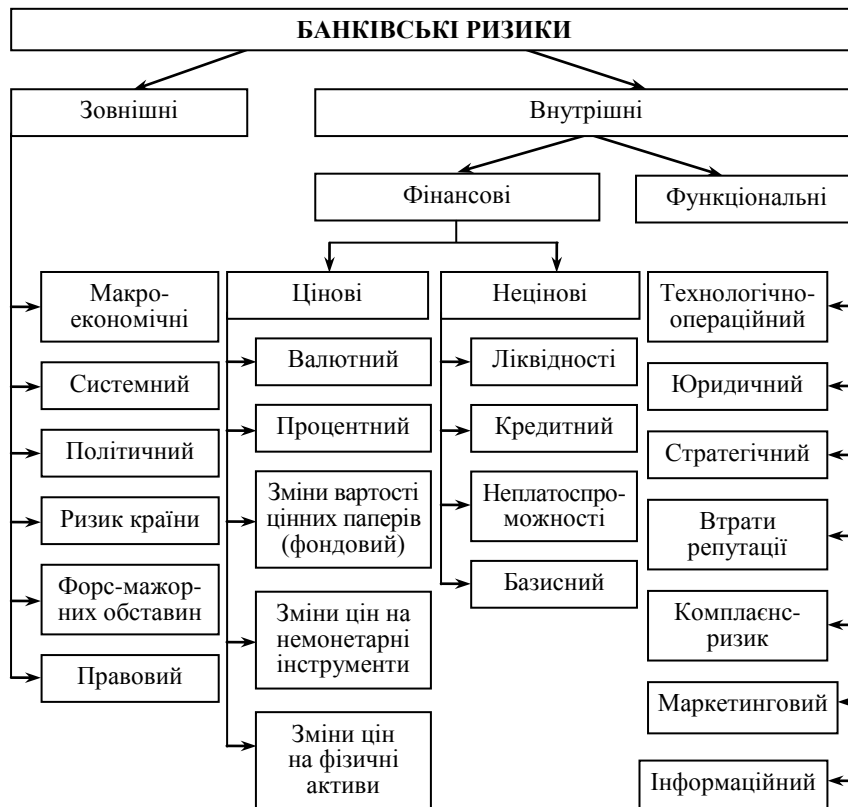 БАНКІВСЬКІ РИЗИКИ
Зовнішні
Внутрішні
Фінансові
Функціональні
Макро-
економічні
Системний
Політичний
Ризик країни
Форс-мажор-
них обставин
Правовий
Цінові
Валютний
Процентний
Зміни вартості
цінних паперів
(фондовий)
Зміни цін на
немонетарні
інструменти
Зміни цін
на фізичні
активи
Нецінові
Ліквідності
Кредитний
Неплатоспро-
можності
Базисний
Технологічно-
операційний
Юридичний
Стратегічний
Втрати
репутації
Комплаєнс-
ризик
Маркетинговий
Інформаційний